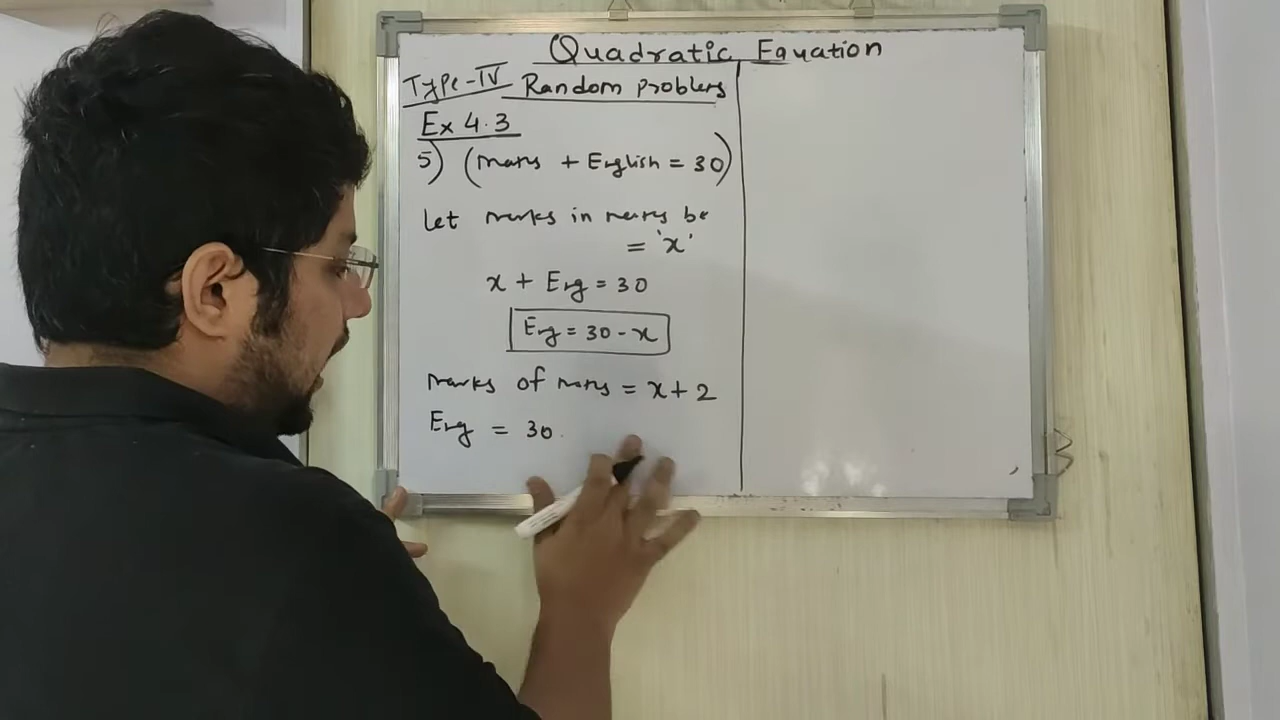 Quadratic Equation
Type-IV Random problems
Ex 4.3
5) (Maths + English = 30)
Let marks in maths be
= 'x'
x + Eng = 30
Eng = 30 - x
Marks of maths = x + 2
Eng = 30